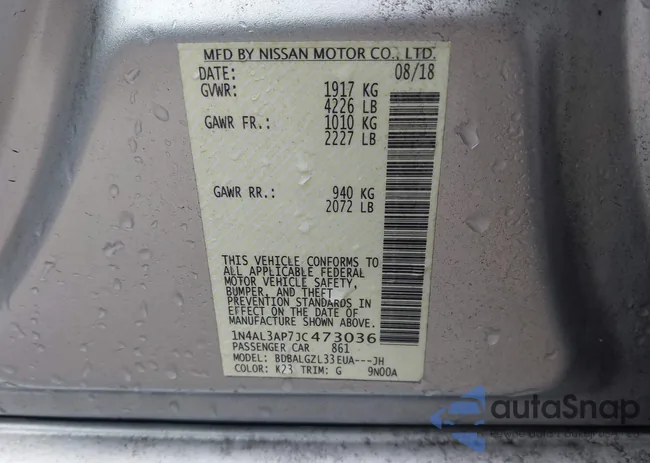 MFD BY NISSAN MOTOR CO., LTD.
DATE: 08/18
GVWR: 1917 KG
4226 LB
GAWR FR.: 1010 KG
2227 LB
GAWR RR.: 940 KG
2072 LB
THIS VEHICLE CONFORMS TO
ALL APPLICABLE FEDERAL
MOTOR VEHICLE SAFETY,
BUMPER, AND THEFT
PREVENTION STANDARDS IN
EFFECT ON THE DATE OF
MANUFACTURE SHOWN ABOVE.
1N4AL3AP7JC473036
PASSENGER CAR 861
MODEL: BDBALGZL33EUA---JH
COLOR: K23 TRIM: G 9N00A
autaSnap